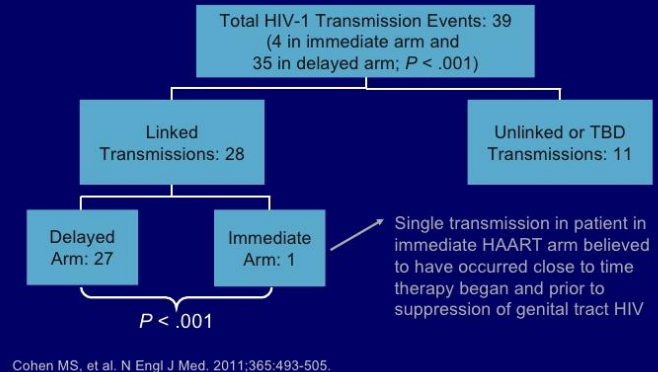 Total HIV-1 Transmission Events: 39
(4 in immediate arm and
35 in delayed arm; P < .001)
Linked
Transmissions: 28
Unlinked or TBD
Transmissions: 11
Delayed
Arm: 27
Immediate
Arm: 1
Single transmission in patient in
immediate HAART arm believed
to have occurred close to time
therapy began and prior to
suppression of genital tract HIV
P < .001
Cohen MS, et al. N Engl J Med. 2011;365:493-505.